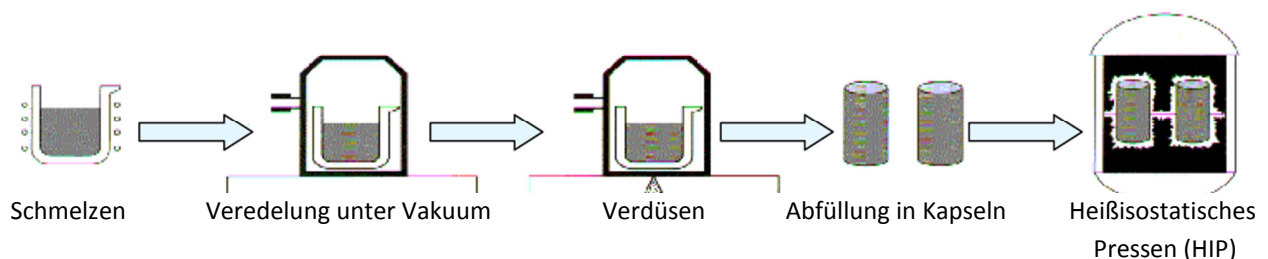 Schmelzen
Veredelung unter Vakuum
Verdüsen
Abfüllung in Kapseln
Heißisostatisches
Pressen (HIP)